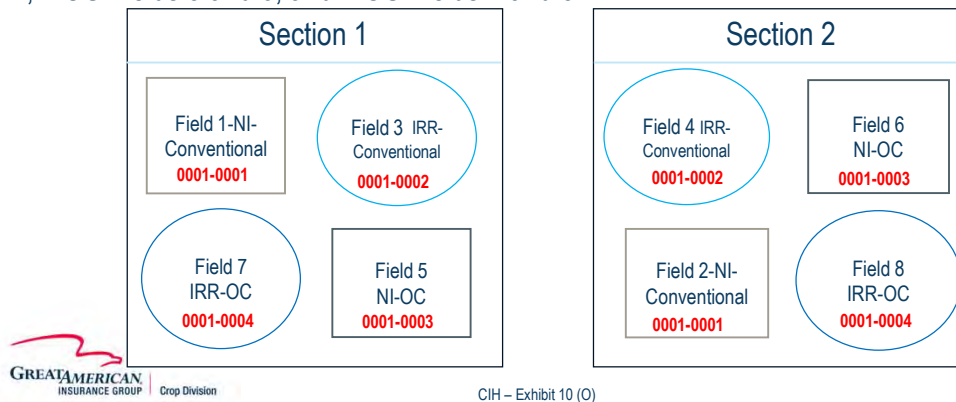 Section 1
Field 1-NI-
Conventional
0001-0001
Field 3 IRR-
Conventional
0001-0002
Field 7
IRR-OC
0001-0004
Field 5
NI-OC
0001-0003
Section 2
Field 4 IRR-
Conventional
0001-0002
Field 6
NI-OC
0001-0003
Field 2-NI-
Conventional
0001-0001
Field 8
IRR-OC
0001-0004
GREATAMERICAN.
INSURANCE GROUP
Crop Division
CIH – Exhibit 10 (O)